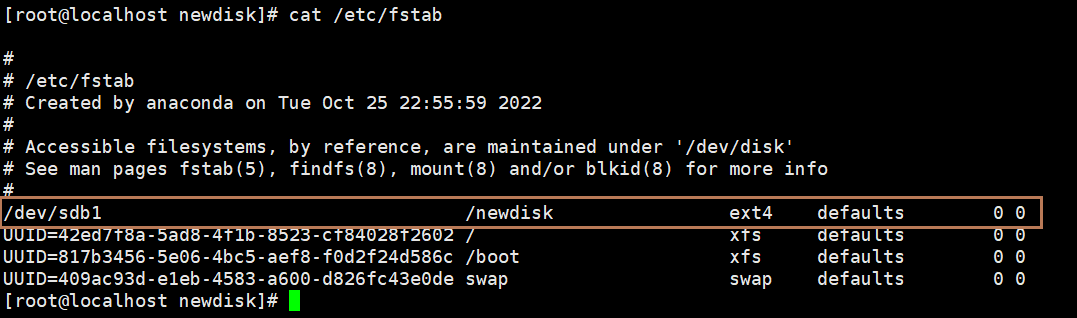 [root@localhost newdisk]# cat /etc/fstab
#
# /etc/fstab
# Created by anaconda on Tue Oct 25 22:55:59 2022
#
# Accessible filesystems, by reference, are maintained under '/dev/disk'
# See man pages fstab(5), findfs(8), mount(8) and/or blkid(8) for more info
#
/dev/sdb1 /newdisk ext4 defaults 0 0
UUID=42ed7f8a-5ad8-4f1b-8523-cf84028f2602 / xfs defaults 0 0
UUID=817b3456-5e06-4bc5-aef8-f0d2f24d586c /boot xfs defaults 0 0
UUID=409ac93d-e1eb-4583-a600-d826fc43e0de swap swap defaults 0 0
[root@localhost newdisk]#